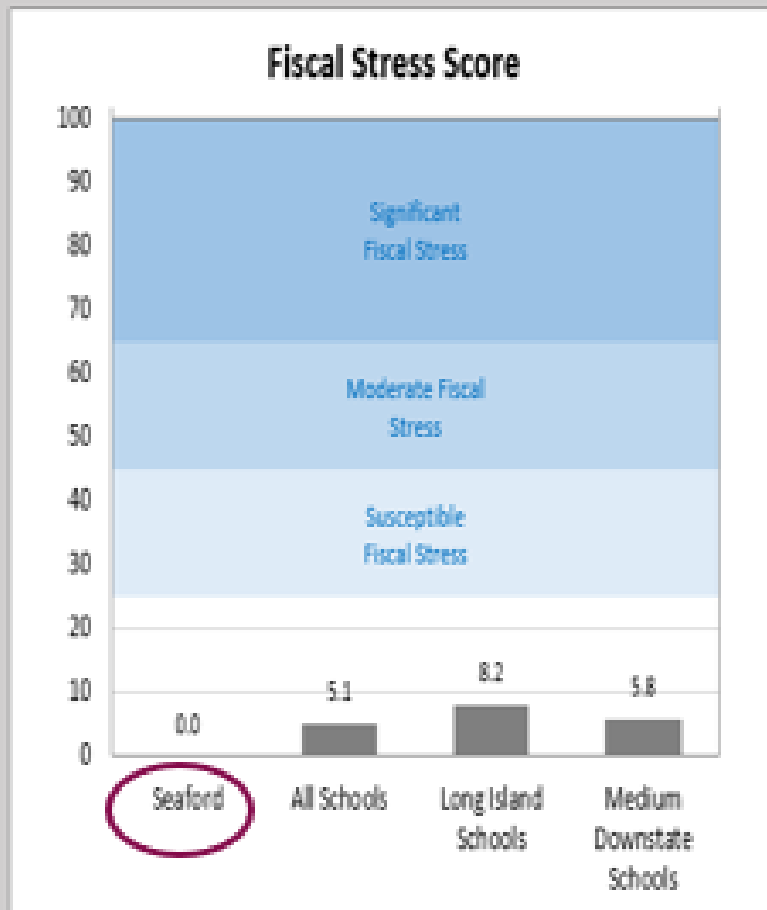 Fiscal Stress Score
100
90
80
70
60
50
40
30
20
10
0
Significant
Fiscal Stress
Moderate Fiscal
Stress
Susceptible
Fiscal Stress
0.0
5.1
8.2
5.8
Seaford
All Schools
Long Island
Schools
Medium
Downstate
Schools